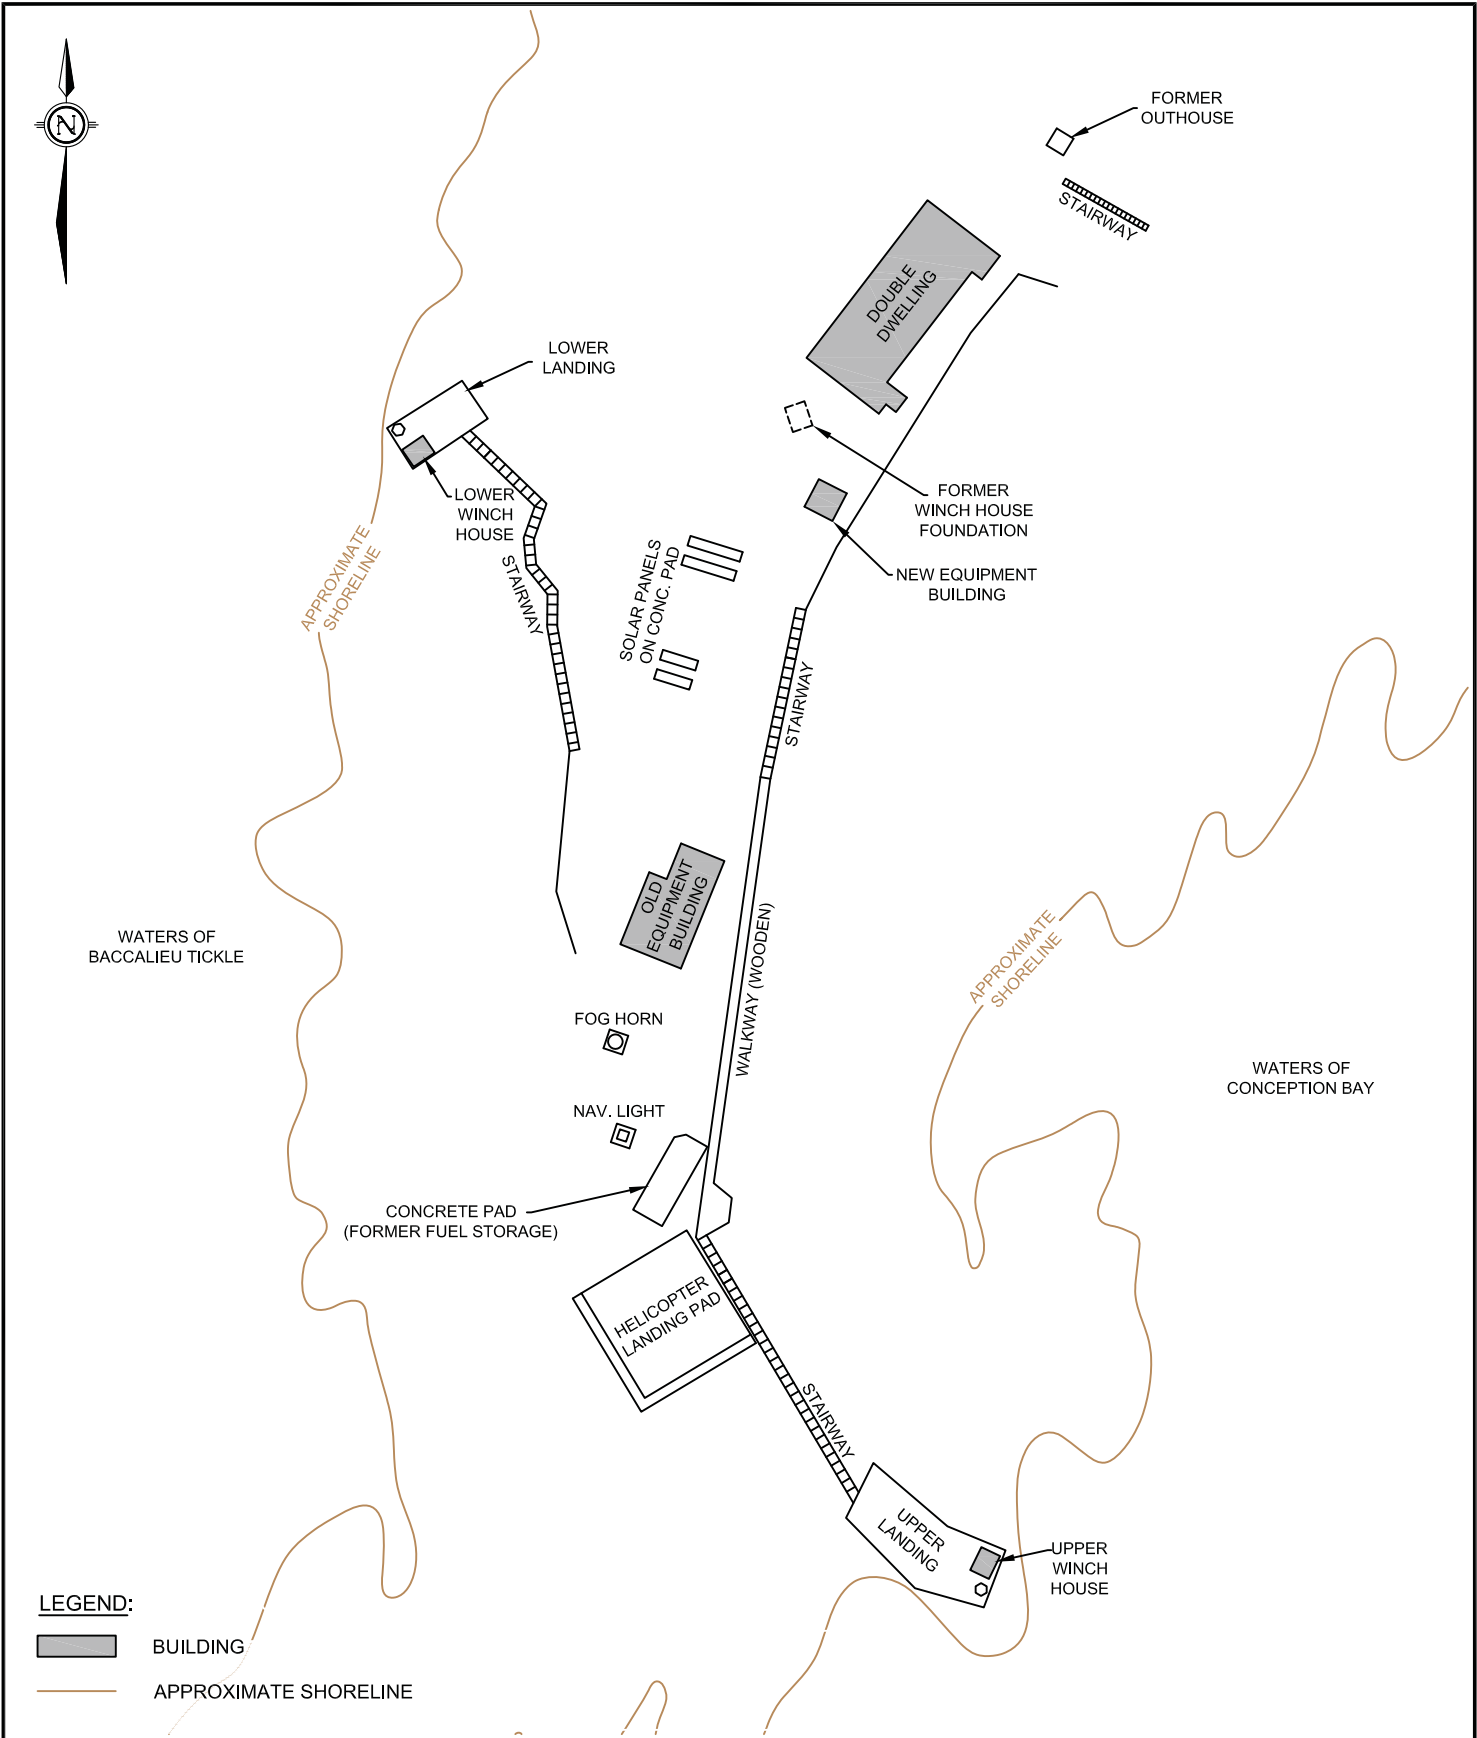 N
FORMER
OUTHOUSE
STAIRWAY
DOUBLE
DWELLING
LOWER
LANDING
LOWER
WINCH
HOUSE
FORMER
WINCH HOUSE
FOUNDATION
APPROXIMATE
SHORELINE
STAIRWAY
SOLAR PANELS
ON CONC. PAD
NEW EQUIPMENT
BUILDING
STAIRWAY
OLD
EQUIPMENT
BUILDING
WATERS OF
BACCALIEU TICKLE
WALKWAY (WOODEN)
APPROXIMATE
SHORELINE
FOG HORN
WATERS OF
CONCEPTION BAY
NAV. LIGHT
CONCRETE PAD
(FORMER FUEL STORAGE)
HELICOPTER
LANDING PAD
STAIRWAY
UPPER
LANDING
UPPER
WINCH
HOUSE
LEGEND:
BUILDING
APPROXIMATE SHORELINE